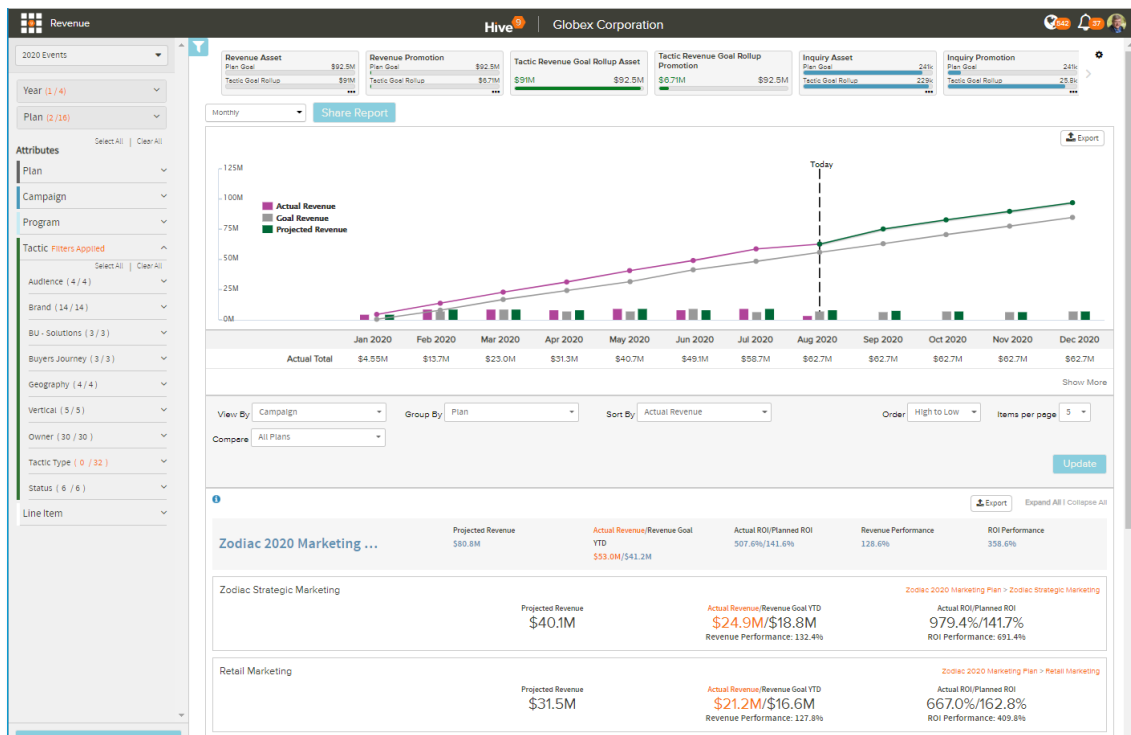 Revenue
Hive9
Globex Corporation
542
37
2020 Events
Year (1 / 4)
Plan (2 /16)
Select All | Clear All
Attributes
Plan
Campaign
Program
Tactic Filters Applied
Select All | Clear All
Audience ( 4 / 4 )
Brand ( 14 / 14 )
BU - Solutions ( 3 / 3 )
Buyers Journey ( 3 / 3 )
Geography ( 4 / 4 )
Vertical ( 5 / 5 )
Owner ( 30 / 30 )
Tactic Type ( 0 / 32 )
Status ( 6 / 6 )
Line Item
Revenue Asset
Plan Goal $92.5M
Tactic Goal Rollup $91M
Revenue Promotion
Plan Goal $92.5M
Tactic Goal Rollup $6.71M
Tactic Revenue Goal Rollup Asset
$91M $92.5M
Tactic Revenue Goal Rollup
Promotion
$6.71M $92.5M
Inquiry Asset
Plan Goal 241k
Tactic Goal Rollup 229k
Inquiry Promotion
Plan Goal 241k
Tactic Goal Rollup 25.8k
Monthly
Share Report
Export
Today
125M
100M
75M
50M
25M
0M
Actual Revenue
Goal Revenue
Projected Revenue
Jan 2020 Feb 2020 Mar 2020 Apr 2020 May 2020 Jun 2020 Jul 2020 Aug 2020 Sep 2020 Oct 2020 Nov 2020 Dec 2020
Actual Total $4.55M $13.7M $23.0M $31.3M $40.7M $49.1M $58.7M $62.7M $62.7M $62.7M $62.7M $62.7M
Show More
View By Campaign
Group By Plan
Sort By Actual Revenue
Order High to Low
Items per page 5
Compare All Plans
Update
Export
Expand All | Collapse All
Zodiac 2020 Marketing ...
Projected Revenue
$80.8M
Actual Revenue/Revenue Goal
YTD
$53.0M/$41.2M
Actual ROI/Planned ROI
507.6%/141.6%
Revenue Performance
128.6%
ROI Performance
358.6%
Zodiac Strategic Marketing
Zodiac 2020 Marketing Plan > Zodiac Strategic Marketing
Projected Revenue
$40.1M
Actual Revenue/Revenue Goal YTD
$24.9M/$18.8M
Revenue Performance: 132.4%
Actual ROI/Planned ROI
979.4%/141.7%
ROI Performance: 691.4%
Retail Marketing
Zodiac 2020 Marketing Plan > Retail Marketing
Projected Revenue
$31.5M
Actual Revenue/Revenue Goal YTD
$21.2M/$16.6M
Revenue Performance: 127.8%
Actual ROI/Planned ROI
667.0%/162.8%
ROI Performance: 409.8%